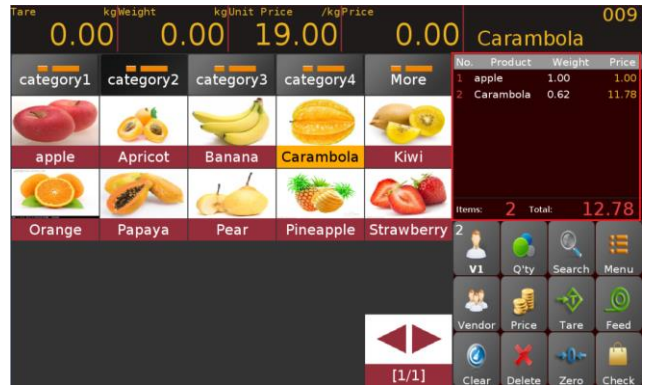 Tare kg Weight kg Unit Price /kg Price 009
0.00 0.00 19.00 0.00 Carambola
category1 category2 category3 category4 More
No. Product Weight Price
1 apple 1.00 1.00
2 Carambola 0.62 11.78
apple Apricot Banana Carambola Kiwi
Items: 2 Total: 12.78
Orange Papaya Pear Pineapple Strawberry
2
V1 Q'ty Search Menu
Vendor Price Tare Feed
T
0
[1/1]
Clear Delete Zero Check